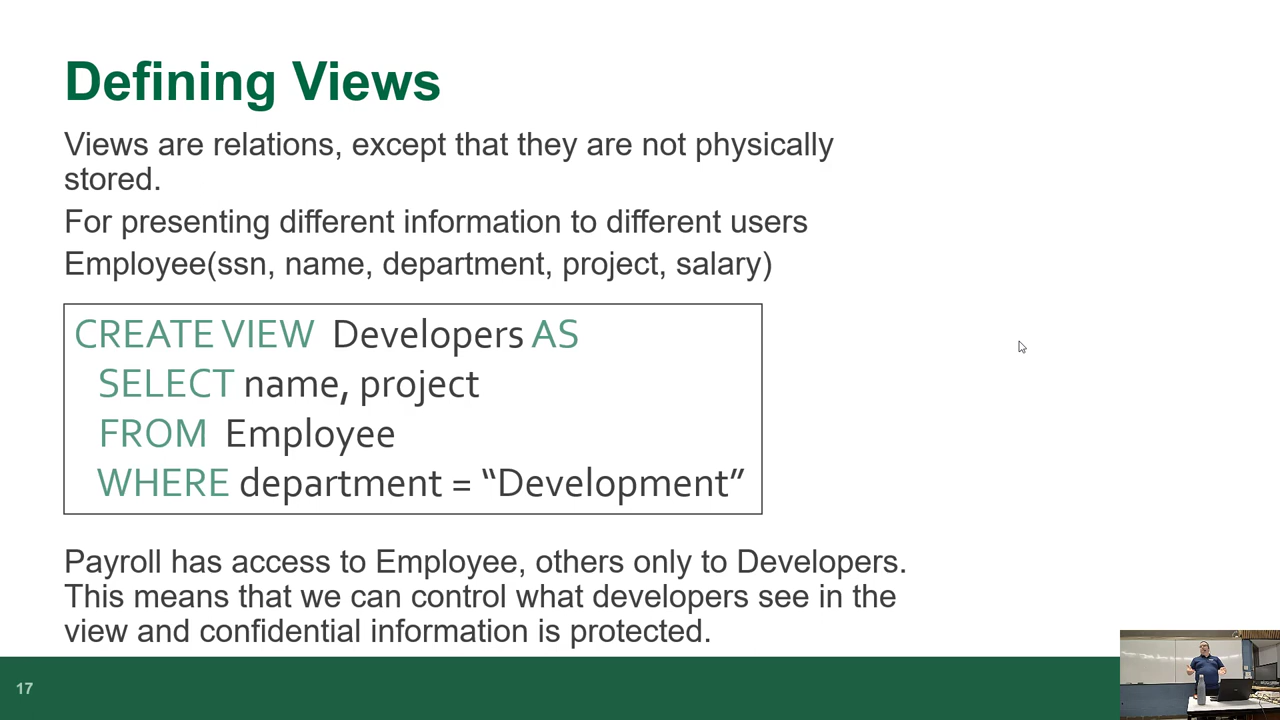 Defining Views
Views are relations, except that they are not physically
stored.
For presenting different information to different users
Employee(ssn, name, department, project, salary)
CREATE VIEW Developers AS
SELECT name, project
FROM Employee
WHERE department = “Development”
Payroll has access to Employee, others only to Developers.
This means that we can control what developers see in the
view and confidential information is protected.
17